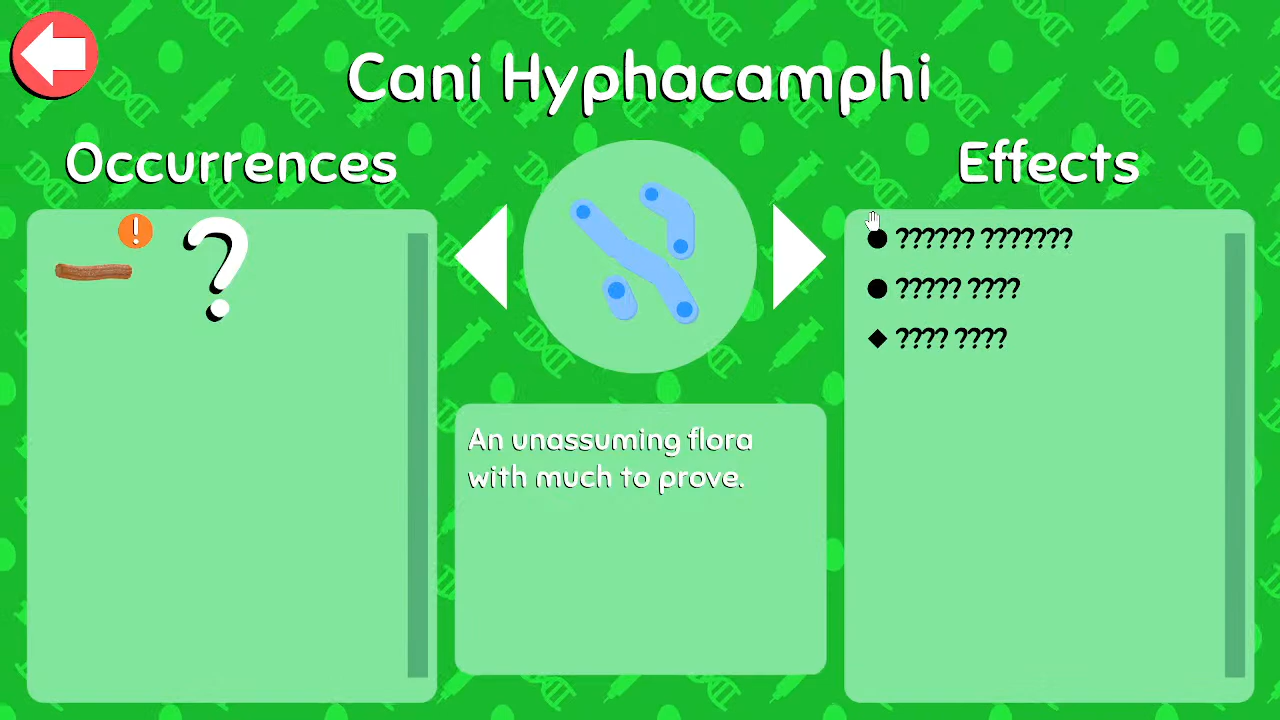 Cani Hyphacamphi
Occurrences
!
?
An unassuming flora
with much to prove.
Effects
?????? ???????
????? ????
???? ????